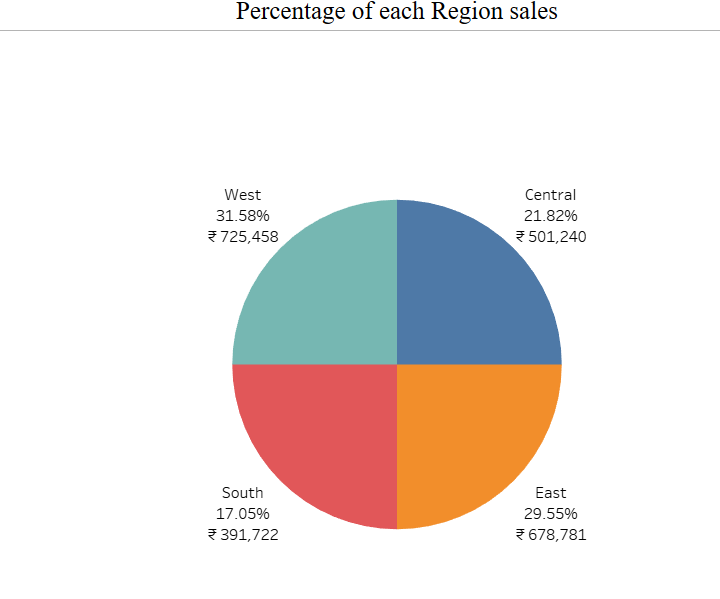 Percentage of each Region sales
West
31.58%
₹ 725,458
Central
21.82%
₹ 501,240
South
17.05%
₹ 391,722
East
29.55%
₹ 678,781